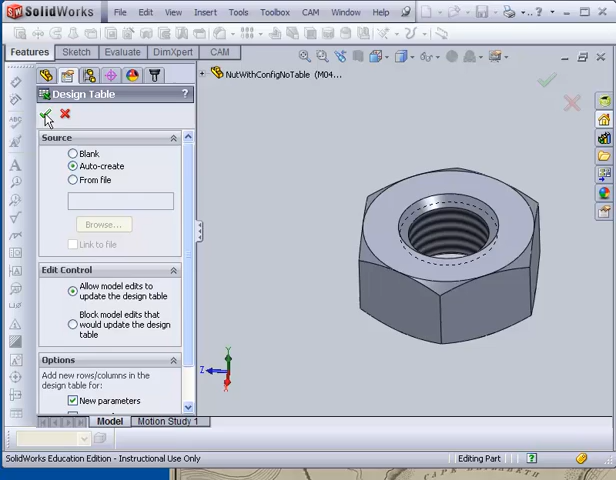 SolidWorks
File Edit View Insert Tools Toolbox CAM Window Help
Features Sketch Evaluate DimXpert CAM
NutWithConfigNoTable (M04...
Design Table ?
Source
Blank
Auto-create
From file
Browse...
Link to file
Edit Control
Allow model edits to
update the design table
Block model edits that
would update the design
table
Options
Add new rows/columns in the
design table for:
New parameters
Y
Z
X
Model Motion Study 1
Editing Part ?
SolidWorks Education Edition - Instructional Use Only